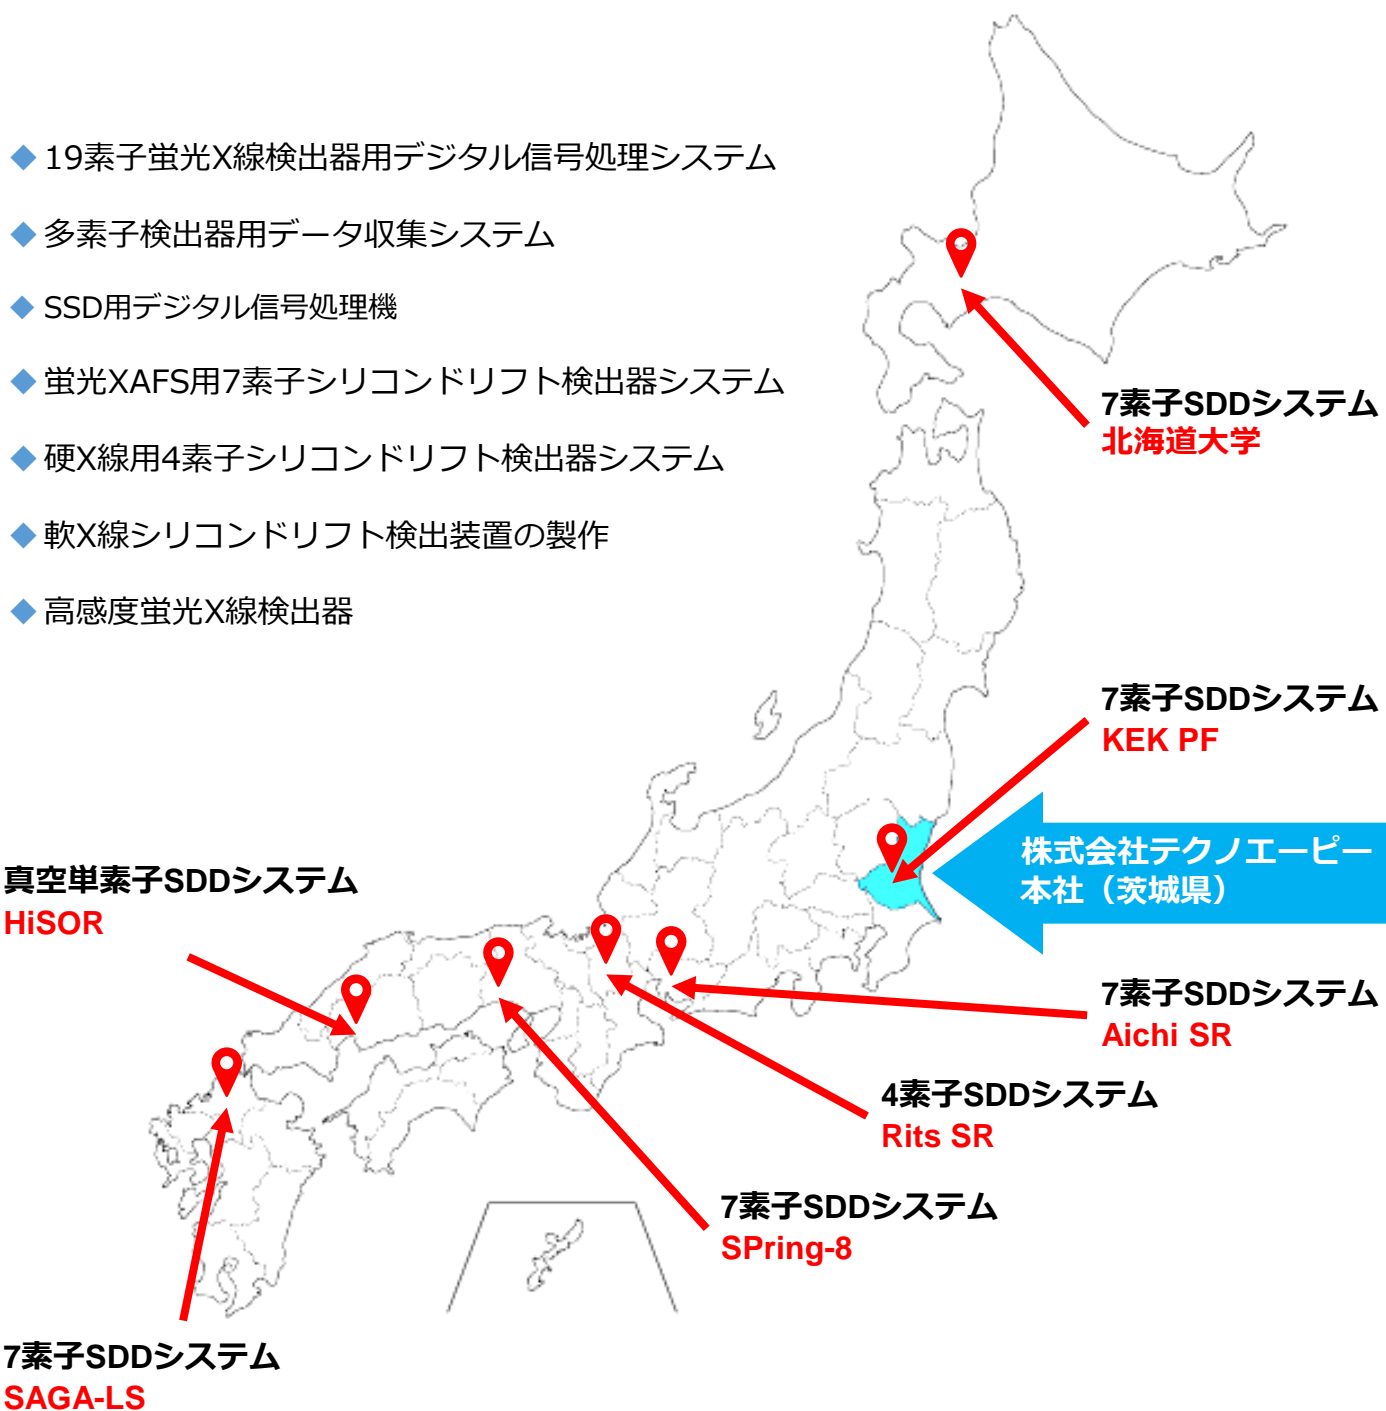 ◆ 19素子蛍光X線検出器用デジタル信号処理システム
◆ 多素子検出器用データ収集システム
◆ SSD用デジタル信号処理機
◆ 蛍光XAFS用7素子シリコンドリフト検出器システム
◆ 硬X線用4素子シリコンドリフト検出器システム
◆ 軟X線シリコンドリフト検出装置の製作
◆ 高感度蛍光X線検出器
7素子SDDシステム
北海道大学
7素子SDDシステム
KEK PF
株式会社テクノエーピー
本社（茨城県）
真空単素子SDDシステム
HiSOR
7素子SDDシステム
Aichi SR
4素子SDDシステム
Rits SR
7素子SDDシステム
SPring-8
7素子SDDシステム
SAGA-LS